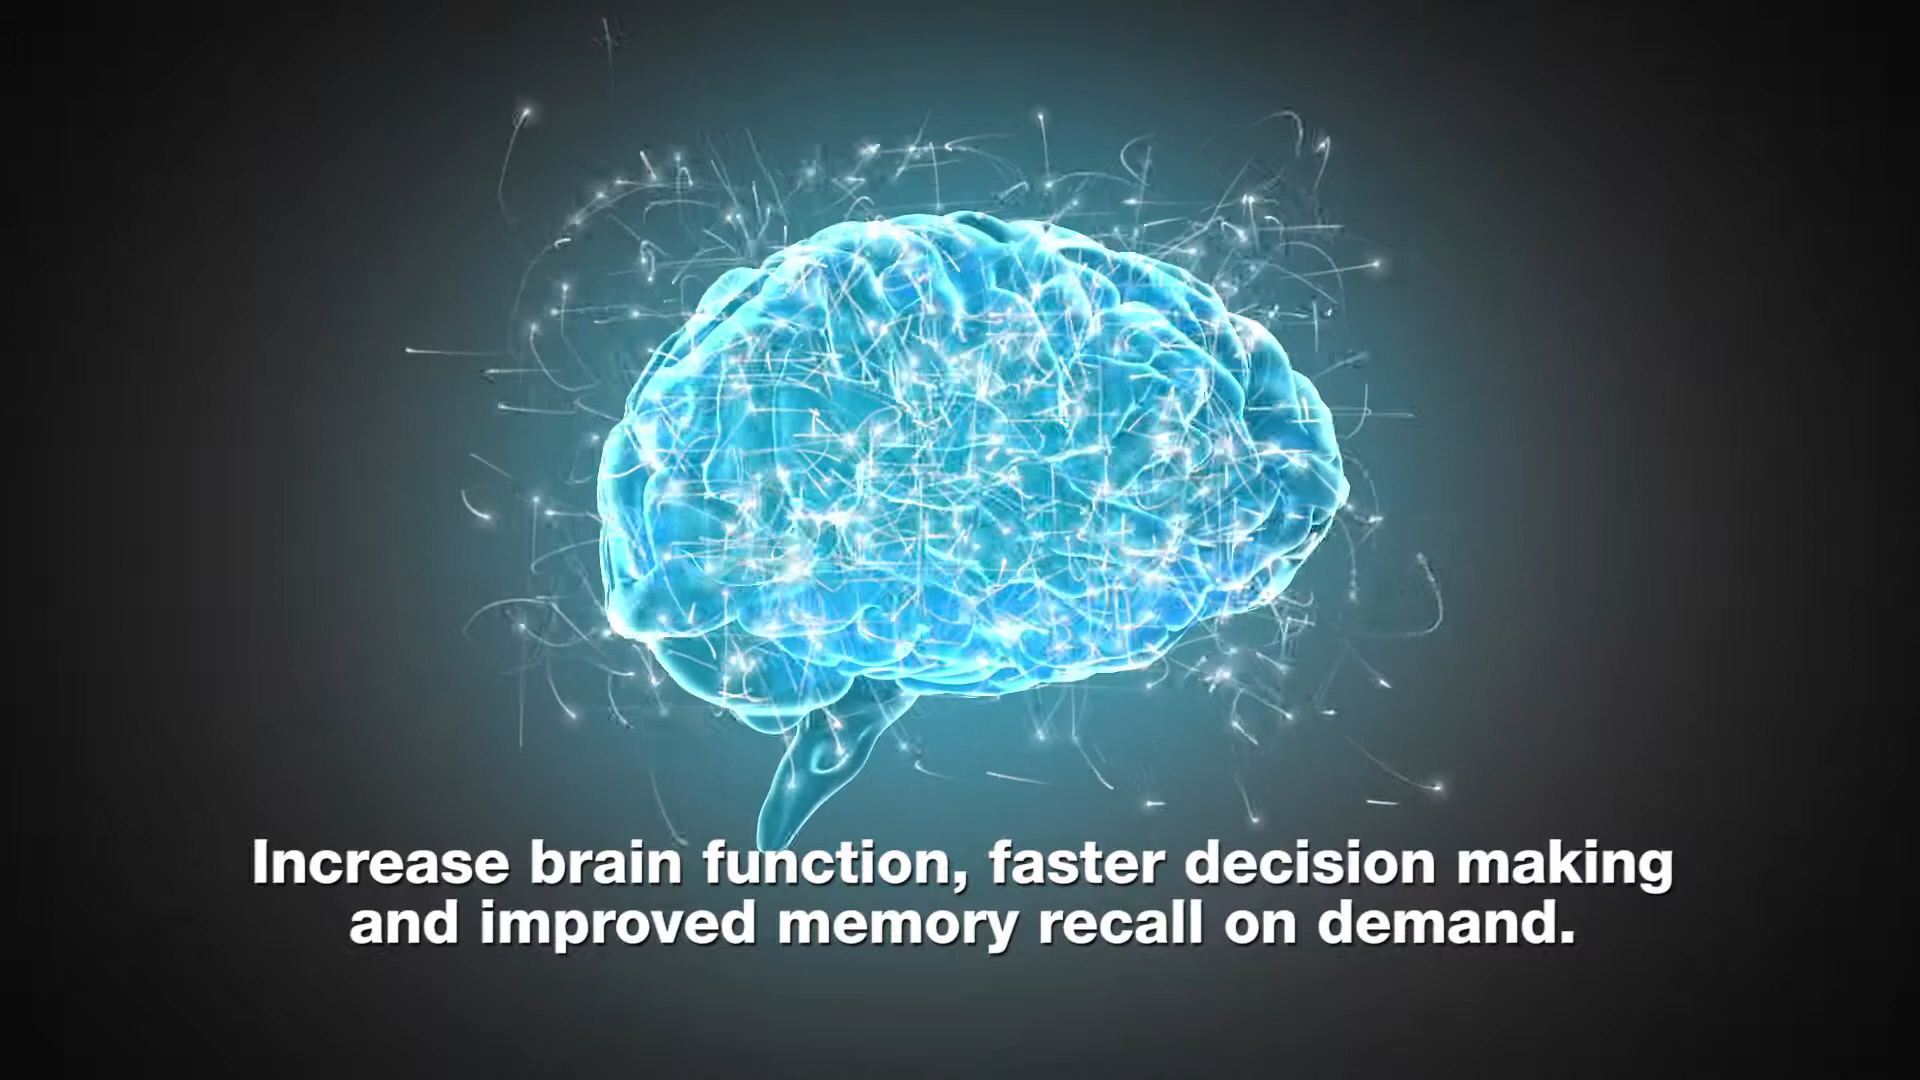 Increase brain function, faster decision making
and improved memory recall on demand.